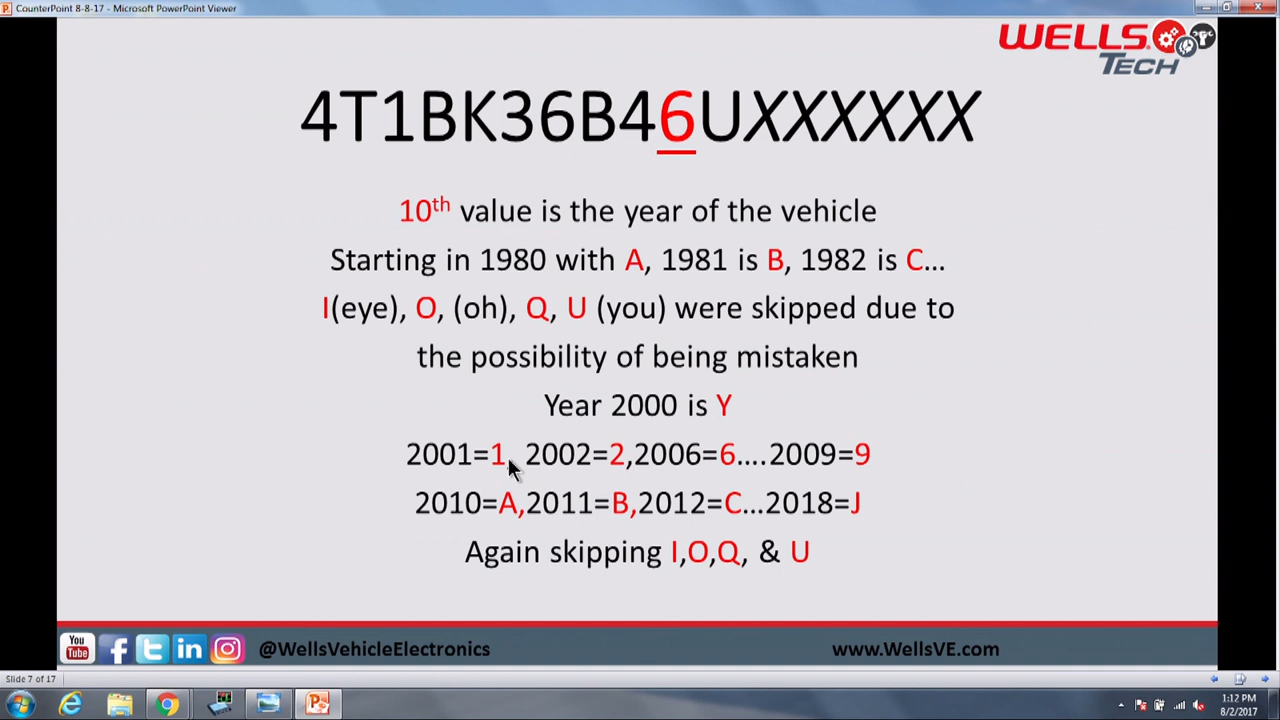 CounterPoint 8-8-17 - Microsoft PowerPoint Viewer
WELLS
TECH
4T1BK36B46UXXXXXX
10th value is the year of the vehicle
Starting in 1980 with A, 1981 is B, 1982 is C...
I(eye), O, (oh), Q, U (you) were skipped due to
the possibility of being mistaken
Year 2000 is Y
2001=1, 2002=2,2006=6....2009=9
2010=A,2011=B,2012=C...2018=J
Again skipping I,O,Q, & U
You Tube @WellsVehicleElectronics www.WellsVE.com
Slide 7 of 17
1:12 PM
8/2/2017